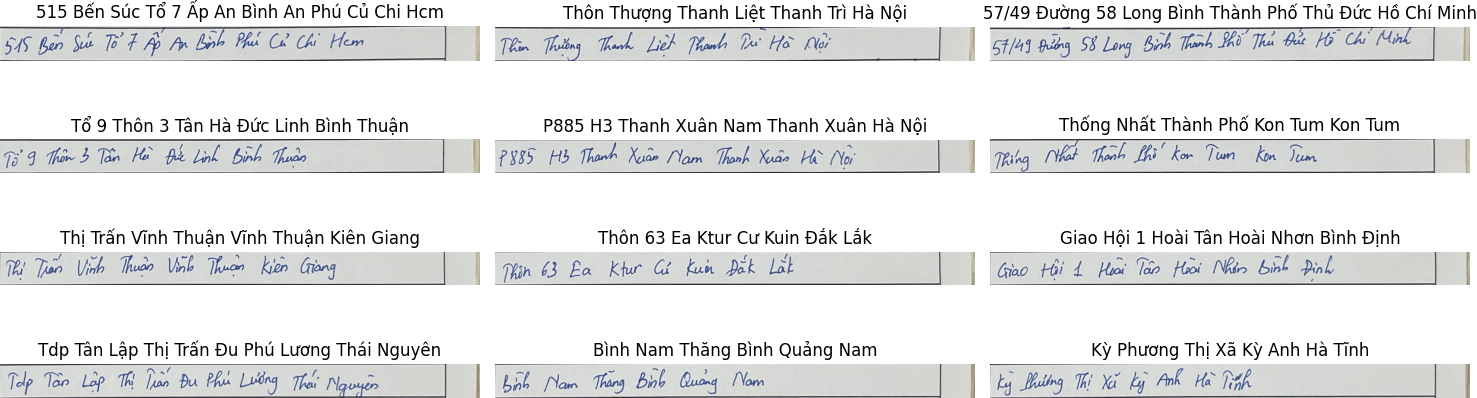 515 Bến Súc Tổ 7 Ấp An Bình An Phú Củ Chi Hcm
515 Bến Súc Tổ 7 Ấp An Bình Phú Củ Chi Hcm
Thôn Thượng Thanh Liệt Thanh Trì Hà Nội
Thôn Thượng Thanh Liệt Thanh Trì Hà Nội
57/49 Đường 58 Long Bình Thành Phố Thủ Đức Hồ Chí Minh
57/49 Đường 58 Long Bình Thành Phố Thủ Đức Hồ Chí Minh
Tổ 9 Thôn 3 Tân Hà Đức Linh Bình Thuận
Tổ 9 Thôn 3 Tân Hà Đức Linh Bình Thuận
P885 H3 Thanh Xuân Nam Thanh Xuân Hà Nội
P885 H3 Thanh Xuân Nam Thanh Xuân Hà Nội
Thống Nhất Thành Phố Kon Tum Kon Tum
Thống Nhất Thành Phố Kon Tum Kon Tum
Thị Trấn Vĩnh Thuận Vĩnh Thuận Kiên Giang
Thị Trấn Vĩnh Thuận Vĩnh Thuận Kiên Giang
Thôn 63 Ea Ktur Cư Kuin Đắk Lắk
Thôn 63 Ea Ktur Cư Kuin Đắk Lắk
Giao Hội 1 Hoài Tân Hoài Nhơn Bình Định
Giao Hội 1 Hoài Tân Hoài Nhơn Bình Định
Tdp Tân Lập Thị Trấn Đu Phú Lương Thái Nguyên
Tdp Tân Lập Thị Trấn Đu Phú Lương Thái Nguyên
Bình Nam Thăng Bình Quảng Nam
Bình Nam Thăng Bình Quảng Nam
Kỳ Phương Thị Xã Kỳ Anh Hà Tĩnh
Kỳ Phương Thị Xã Kỳ Anh Hà Tĩnh